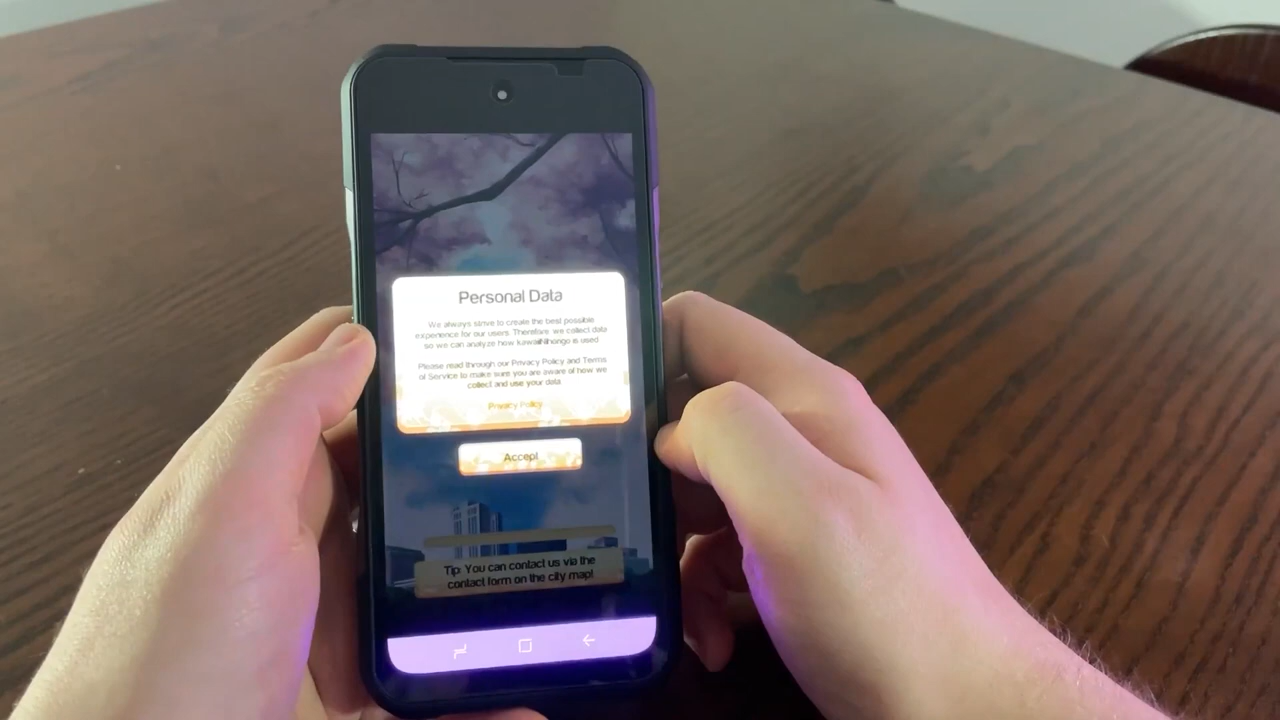 Personal Data
We always strive to create the best possible
experience for our users. Therefore, we collect data
so we can analyze how kawaiiNihongo is used
Please read through our Privacy Policy and Terms
of Service to make sure you are aware of how we
collect and use your data
Privacy Policy
Accept
Tip: You can contact us via the
contact form on the city map!